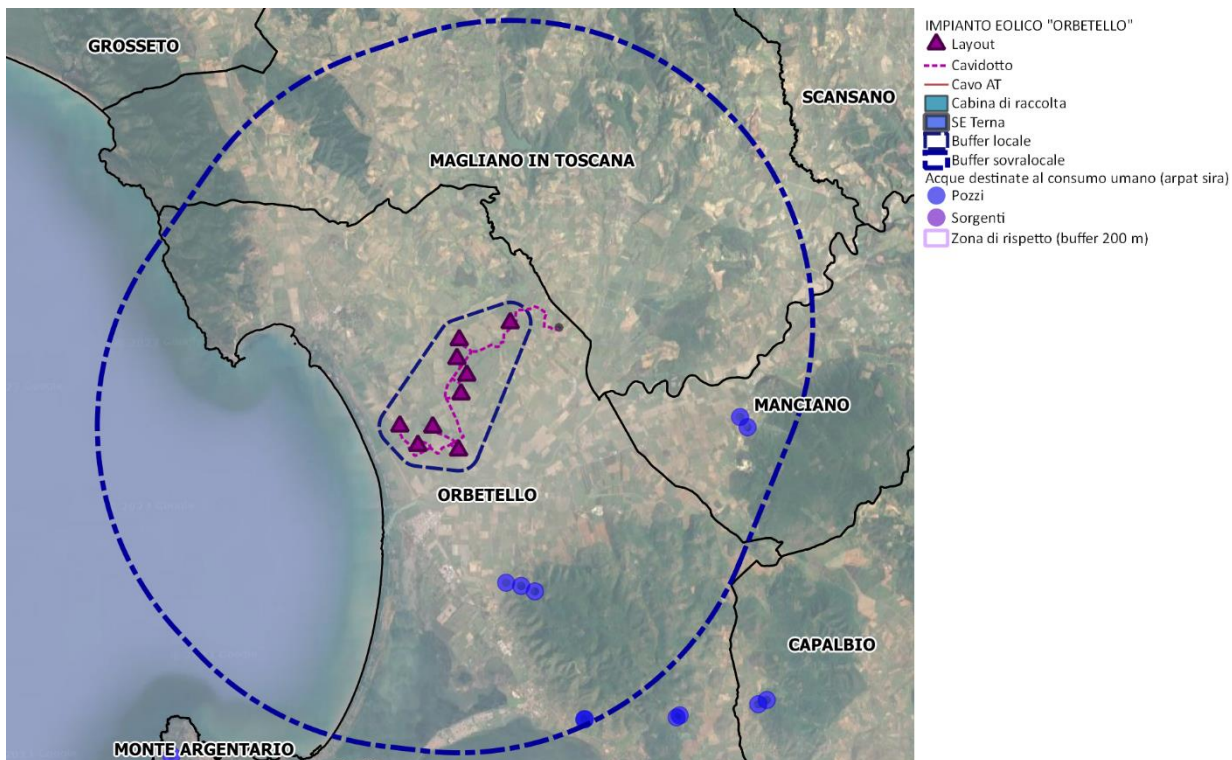 GROSSETO
SCANSANO
MAGLIANO IN TOSCANA
MANCIANO
ORBETELLO
CAPALBIO
MONTE ARGENTARIO
IMPIANTO EOLICO "ORBETELLO"
Layout
Cavidotto
Cavo AT
Cabina di raccolta
SE Terna
Buffer locale
Buffer sovralocale
Acque destinate al consumo umano (arpat sira)
Pozzi
Sorgenti
Zona di rispetto (buffer 200 m)